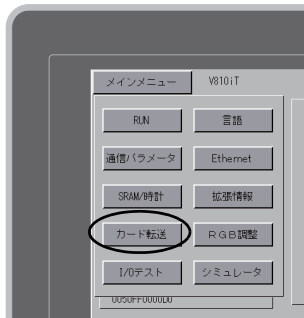 メインメニュー V810iT
RUN 言語
通信パラメータ Ethernet
SRAM/時計 拡張情報
カード転送 RGB調整
I/Oテスト シミュレータ